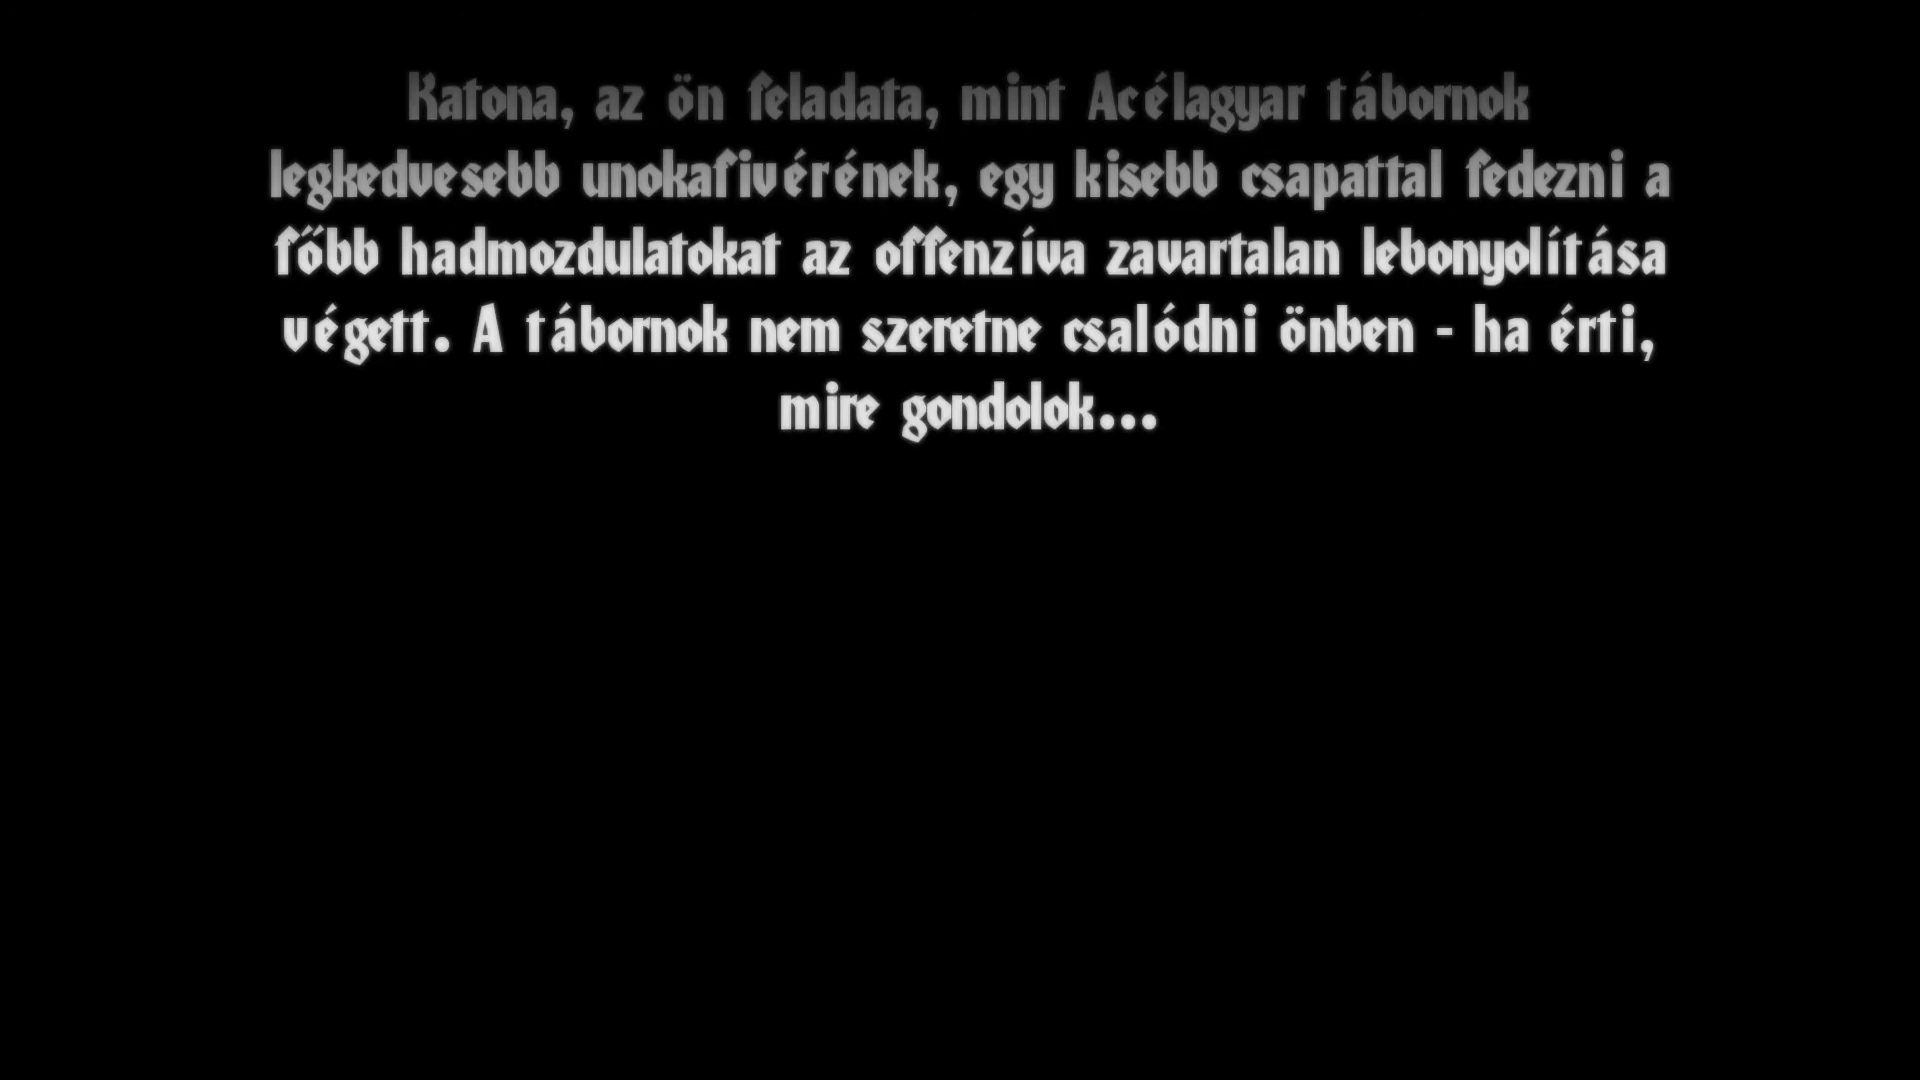 Katona, az ön feladata, mint Acélagyar tábornok
legkedvesebb unokafivérének, egy kisebb csapattal fedezni a
főbb hadmozdulatokat az offenzíva zavartalan lebonyolítása
végett. A tábornok nem szeretne csalódni önben - ha érti,
mire gondolok...